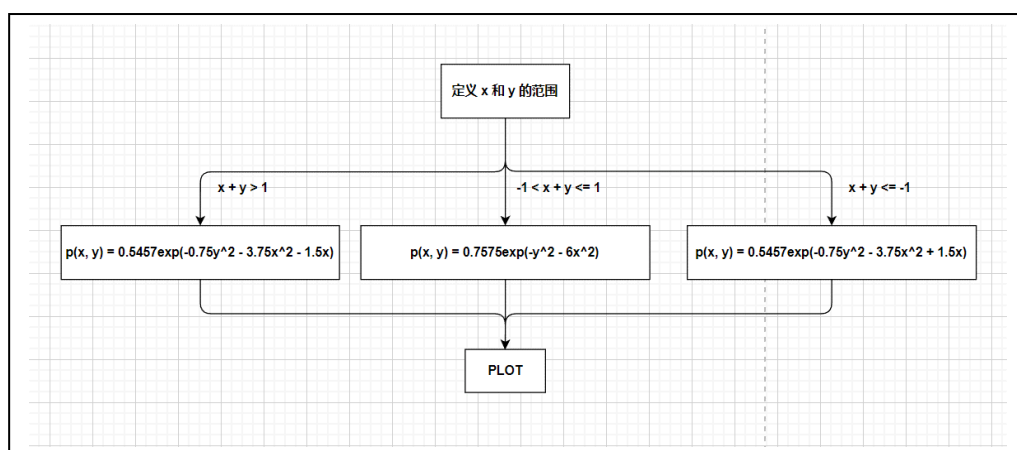 定义 x 和 y 的范围
x + y > 1
-1 < x + y <= 1
x + y <= -1
p(x, y) = 0.5457exp(-0.75y^2 - 3.75x^2 - 1.5x)
p(x, y) = 0.7575exp(-y^2 - 6x^2)
p(x, y) = 0.5457exp(-0.75y^2 - 3.75x^2 + 1.5x)
PLOT